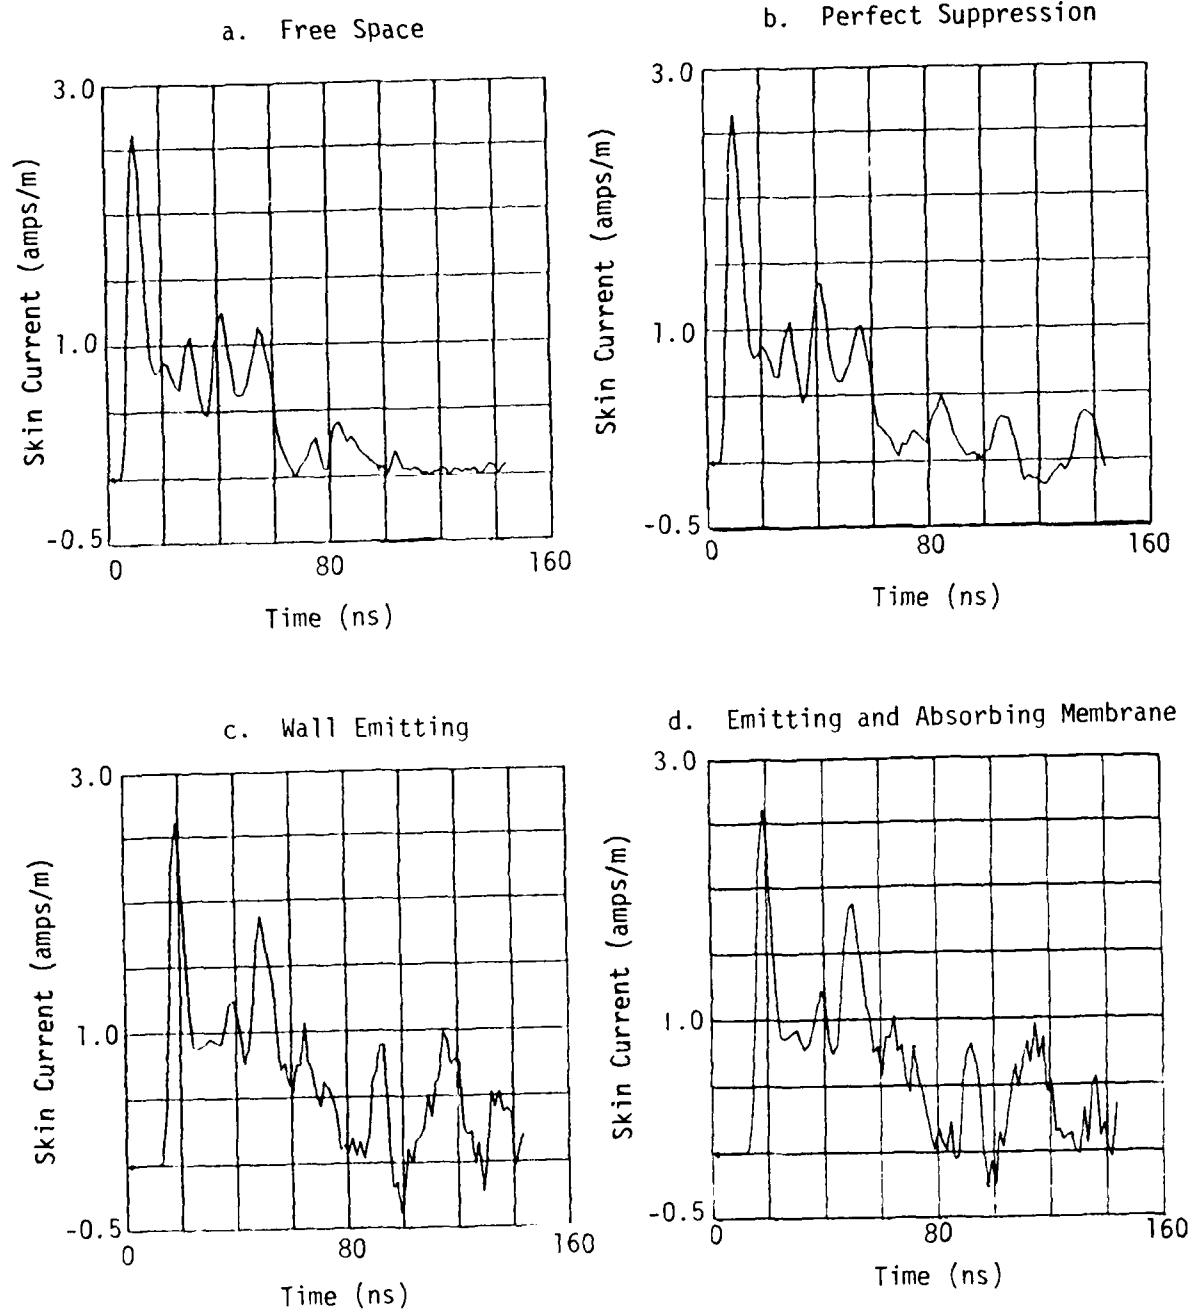 a. Free Space
3.0
1.0
-0.5
0
80
160
Skin Current (amps/m)
Time (ns)
b. Perfect Suppression
3.0
1.0
-0.5
0
80
160
Skin Current (amps/m)
Time (ns)
c. Wall Emitting
3.0
1.0
-0.5
0
80
160
Skin Current (amps/m)
Time (ns)
d. Emitting and Absorbing Membrane
3.0
1.0
-0.5
0
80
160
Skin Current (amps/m)
Time (ns)